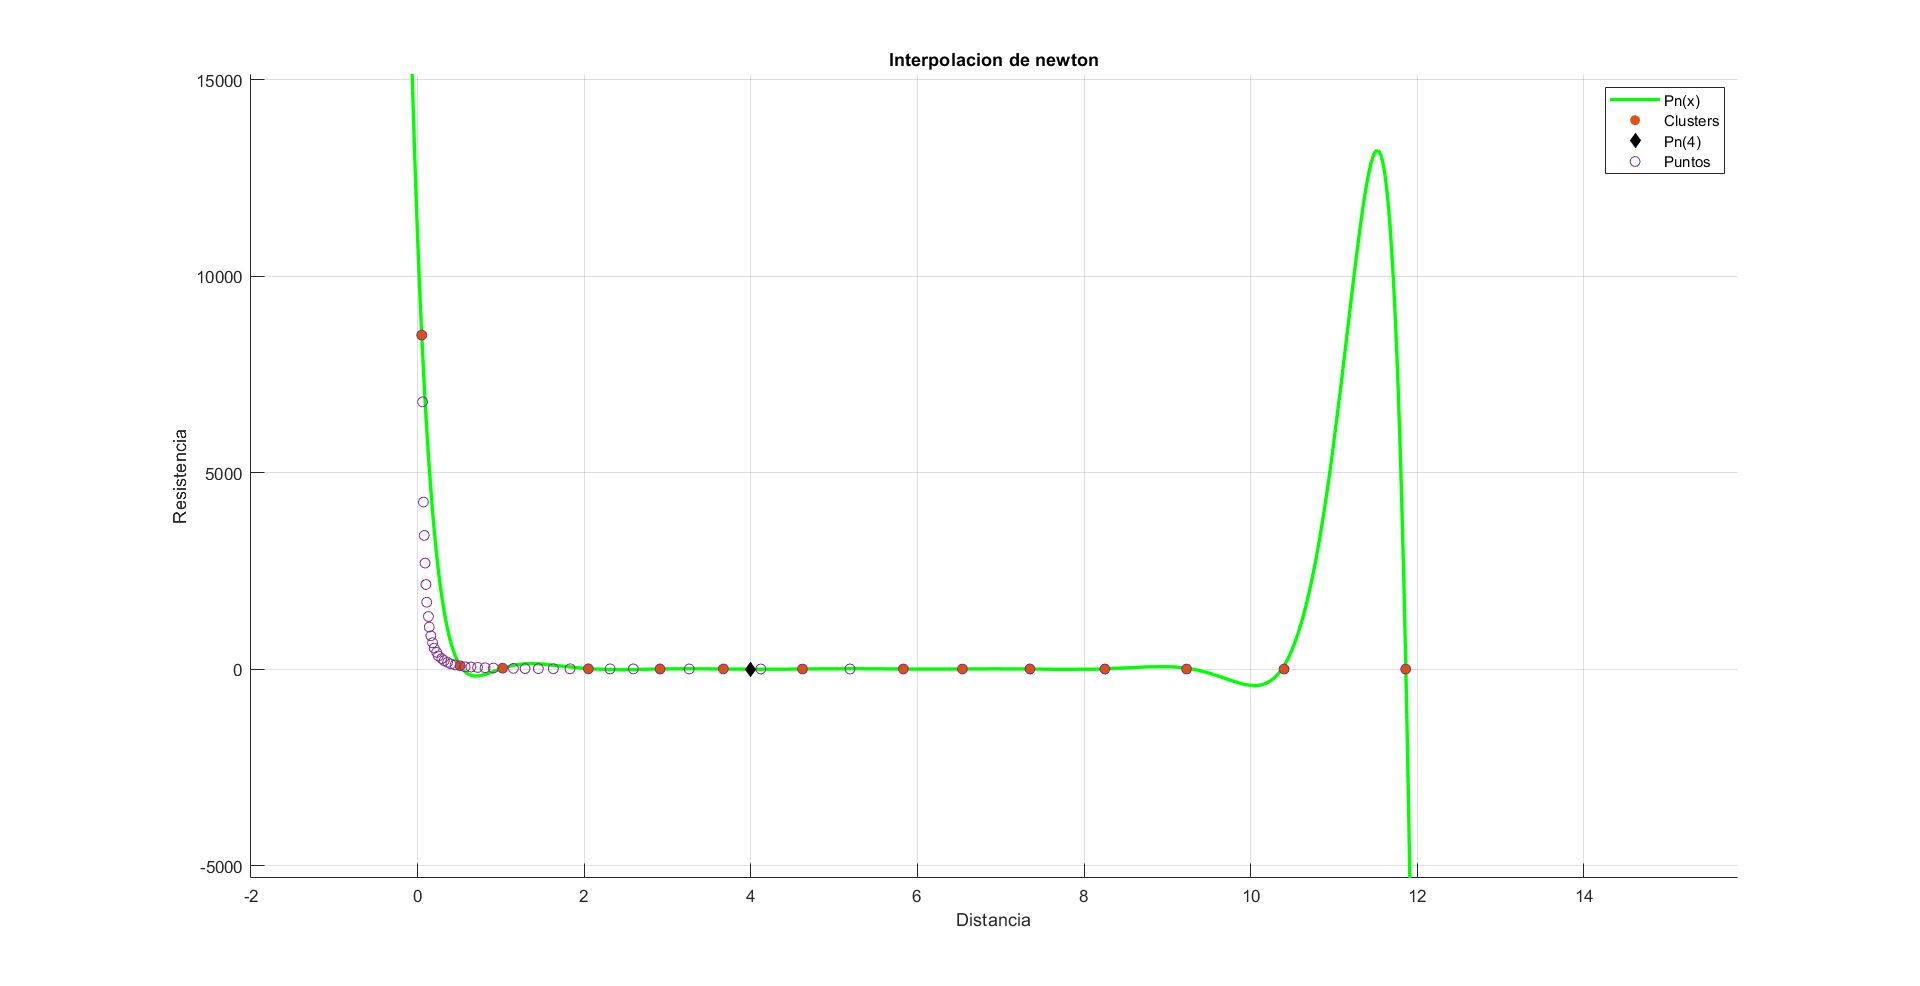 Interpolacion de newton
15000
10000
5000
0
-5000
Resistencia
-2
0
2
4
6
8
10
12
14
Distancia
Pn(x)
Clusters
Pn(4)
Puntos